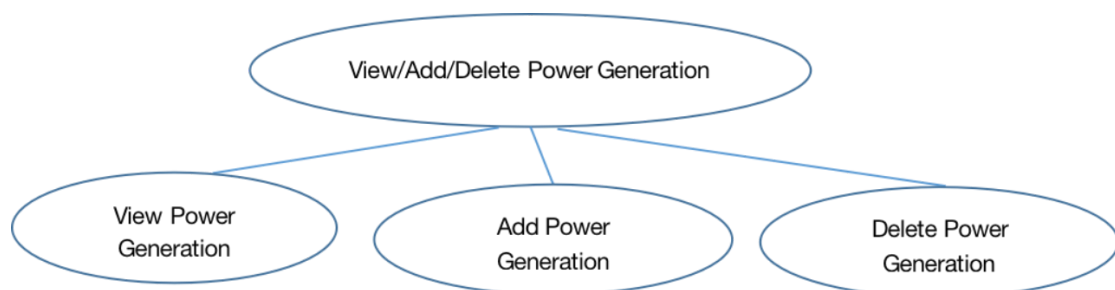 View/Add/Delete Power Generation
View Power
Generation
Add Power
Generation
Delete Power
Generation